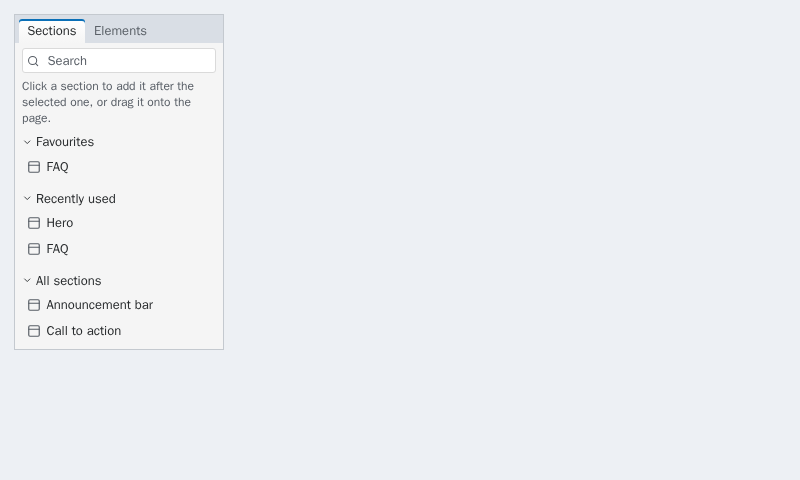 Sections
Elements
Search
Click a section to add it after the
selected one, or drag it onto the
page.
Favourites
FAQ
Recently used
Hero
FAQ
All sections
Announcement bar
Call to action